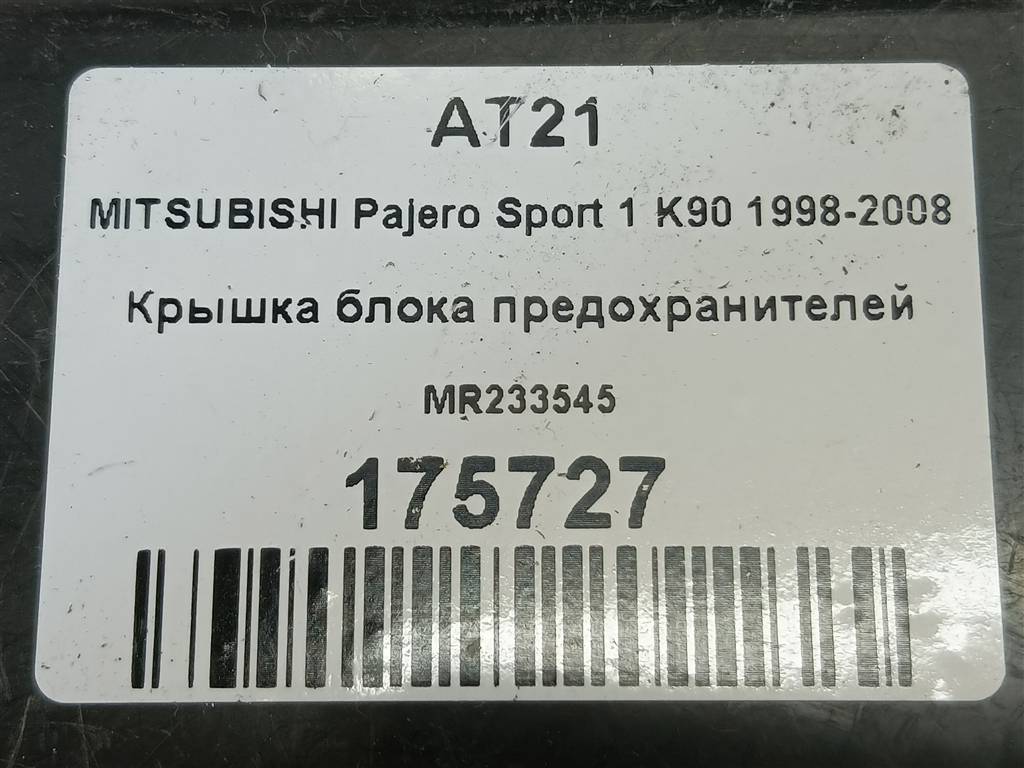 AT21
MITSUBISHI Pajero Sport 1 K90 1998-2008
Крышка блока предохранителей
MR233545
175727